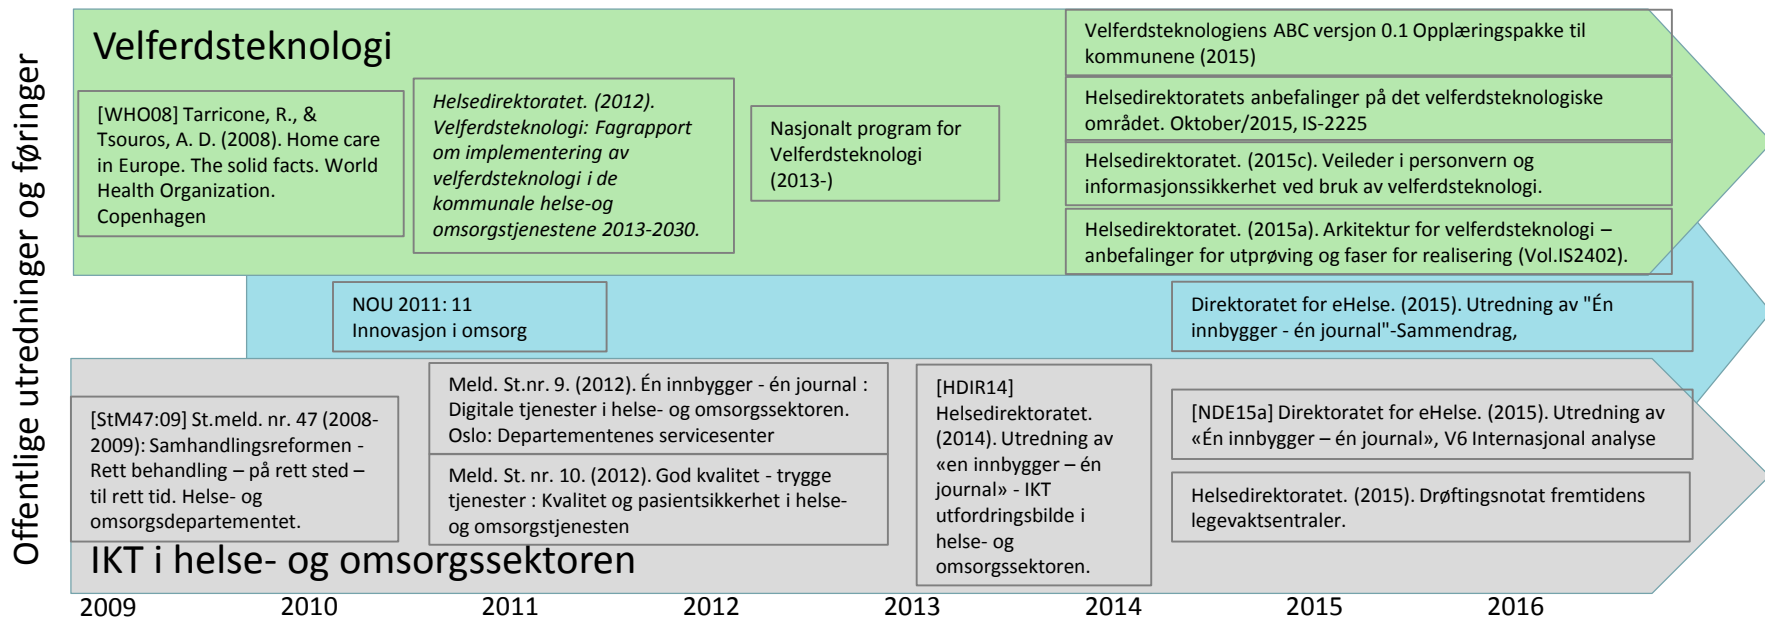 Offentlige utredninger og føringer
Velferdsteknologi
[WHO08] Tarricone, R., &
Tsouros, A. D. (2008). Home care
in Europe. The solid facts. World
Health Organization.
Copenhagen
Helsedirektoratet. (2012).
Velferdsteknologi: Fagrapport
om implementering av
velferdsteknologi i de
kommunale helse-og
omsorgstjenestene 2013-2030.
Nasjonalt program for
Velferdsteknologi
(2013-)
Velferdsteknologiens ABC versjon 0.1 Opplæringspakke til
kommunene (2015)
Helsedirektoratets anbefalinger på det velferdsteknologiske
området. Oktober/2015, IS-2225
Helsedirektoratet. (2015c). Veileder i personvern og
informasjonssikkerhet ved bruk av velferdsteknologi.
Helsedirektoratet. (2015a). Arkitektur for velferdsteknologi –
anbefalinger for utprøving og faser for realisering (Vol.IS2402).
NOU 2011: 11
Innovasjon i omsorg
Direktoratet for eHelse. (2015). Utredning av "Én
innbygger - én journal"-Sammendrag,
[StM47:09] St.meld. nr. 47 (2008-
2009): Samhandlingsreformen -
Rett behandling – på rett sted –
til rett tid. Helse- og
omsorgsdepartementet.
Meld. St.nr. 9. (2012). Én innbygger - én journal :
Digitale tjenester i helse- og omsorgssektoren.
Oslo: Departementenes servicesenter
Meld. St. nr. 10. (2012). God kvalitet - trygge
tjenester : Kvalitet og pasientsikkerhet i helse-
og omsorgstjenesten
[HDIR14]
Helsedirektoratet.
(2014). Utredning av
«en innbygger – én
journal» - IKT
utfordringsbilde i
helse- og
omsorgssektoren.
[NDE15a] Direktoratet for eHelse. (2015). Utredning av
«Én innbygger – én journal», V6 Internasjonal analyse
Helsedirektoratet. (2015). Drøftingsnotat fremtidens
legevaktsentraler.
IKT i helse- og omsorgssektoren
2009 2010 2011 2012 2013 2014 2015 2016